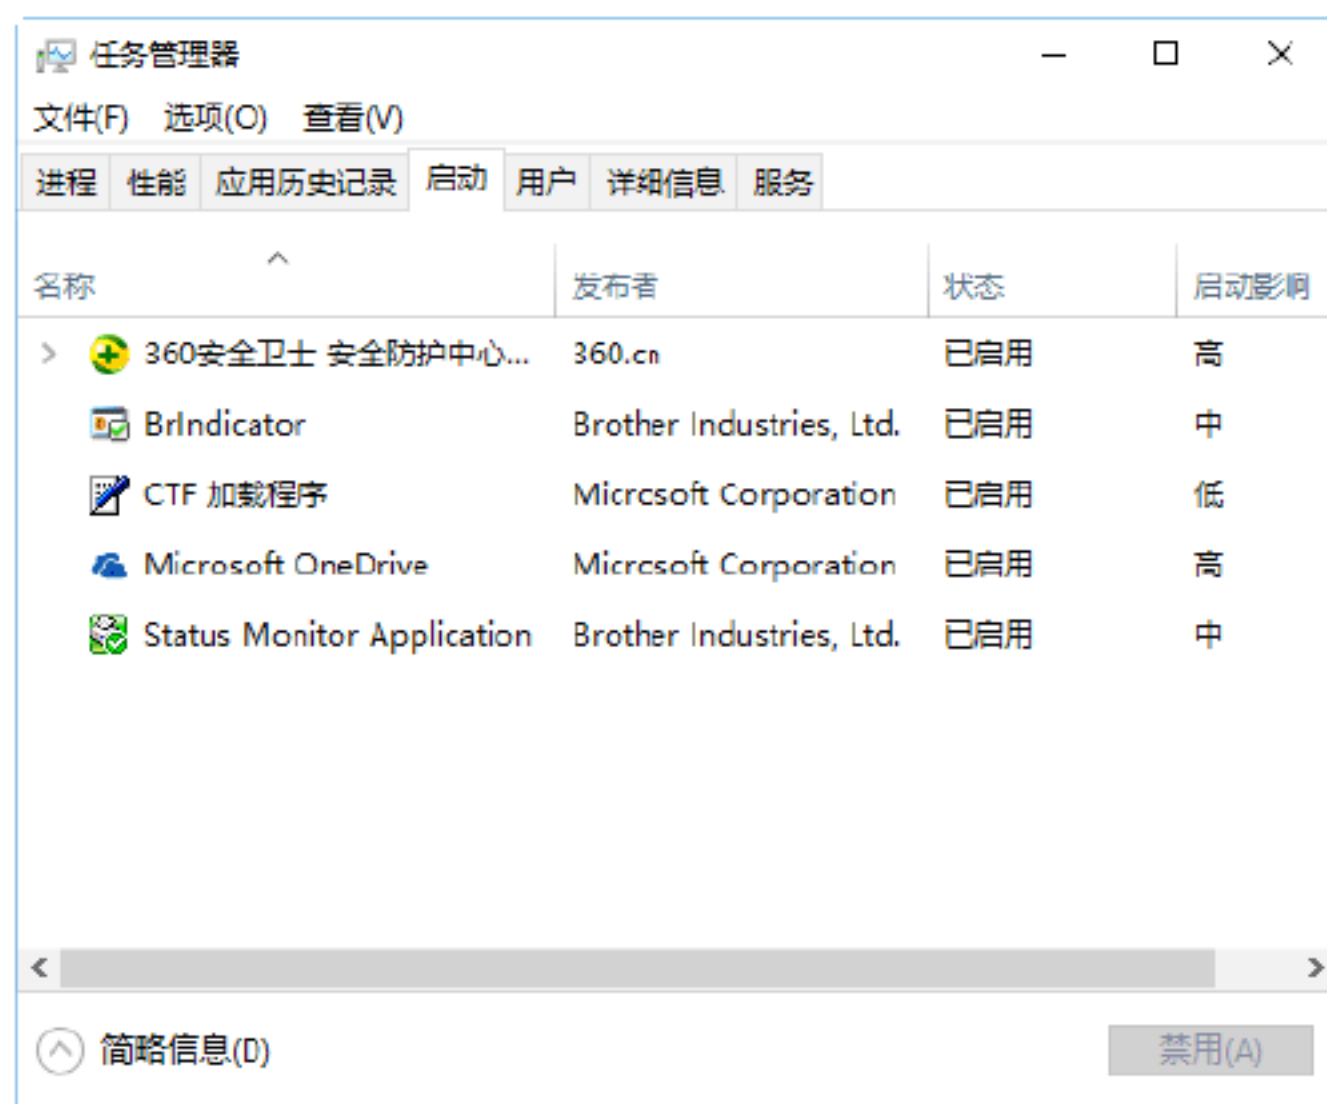 任务管理器
文件(F) 选项(O) 查看(V)
进程 性能 应用历史记录 启动 用户 详细信息 服务
名称 发布者 状态 启动影响
360安全卫士 安全防护中心... 360.cn 已启用 高
BrIndicator Brother Industries, Ltd. 已启用 中
CTF 加载程序 Microsoft Corporation 已启用 低
Microsoft OneDrive Microsoft Corporation 已启用 高
Status Monitor Application Brother Industries, Ltd. 已启用 中
简略信息(D) 禁用(A)